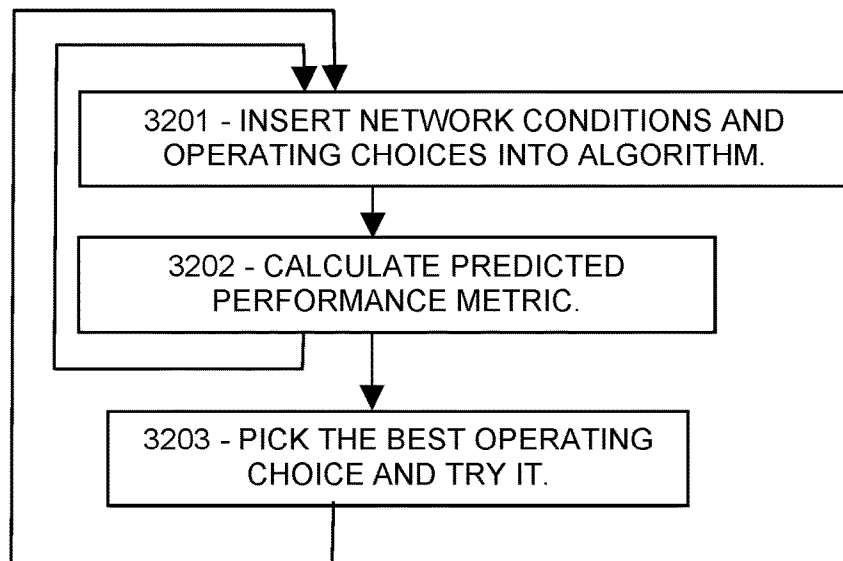 3201 - INSERT NETWORK CONDITIONS AND
OPERATING CHOICES INTO ALGORITHM.
3202 - CALCULATE PREDICTED
PERFORMANCE METRIC.
3203 - PICK THE BEST OPERATING
CHOICE AND TRY IT.